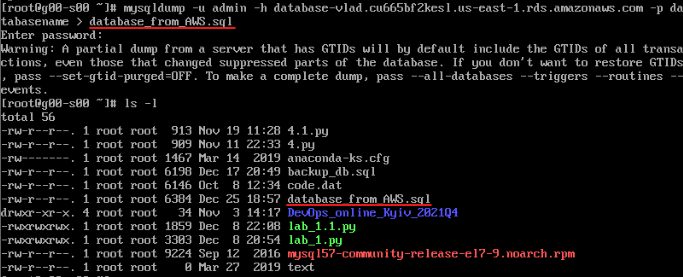 [root@g00-s00 ~]# mysqldump -u admin -h database-vlad.cu665bf2kesl.us-east-1.rds.amazonaws.com -p da
tabasename > database_from_AWS.sql
Enter password:
Warning: A partial dump from a server that has GTIDs will by default include the GTIDs of all transa
ctions, even those that changed suppressed parts of the database. If you don't want to restore GTIDs
, pass --set-gtid-purged=OFF. To make a complete dump, pass --all-databases --triggers --routines --
events.
[root@g00-s00 ~]# ls -l
total 56
-rw-r--r--. 1 root root  913 Nov 19 11:28 4.1.py
-rw-r--r--. 1 root root  909 Nov 11 22:33 4.py
-rw-------. 1 root root 1467 Mar 14  2019 anaconda-ks.cfg
-rw-r--r--. 1 root root 6198 Dec 17 20:49 backup_db.sql
-rw-r--r--. 1 root root 6146 Oct  8 12:34 code.dat
-rw-r--r--. 1 root root 6384 Dec 25 18:57 database_from_AWS.sql
drwxr-xr-x. 4 root root   34 Nov  3 14:17 DevOps_online_Kyiv_2021Q4
-rwxrwxrwx. 1 root root 1859 Dec  8 22:08 lab_1.1.py
-rwxrwxrwx. 1 root root 3303 Dec  8 20:54 lab_1.py
-rw-r--r--. 1 root root 9224 Sep 12  2016 mysql57-community-release-el7-9.noarch.rpm
-rw-r--r--. 1 root root    0 Mar 27  2019 text